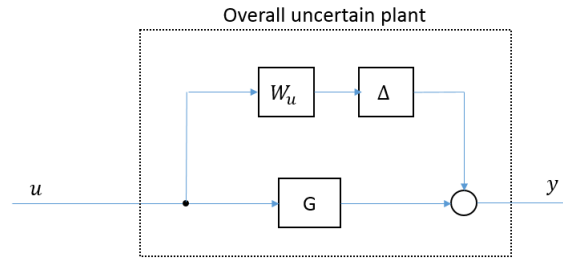 Overall uncertain plant
Wᵤ Δ
u G y